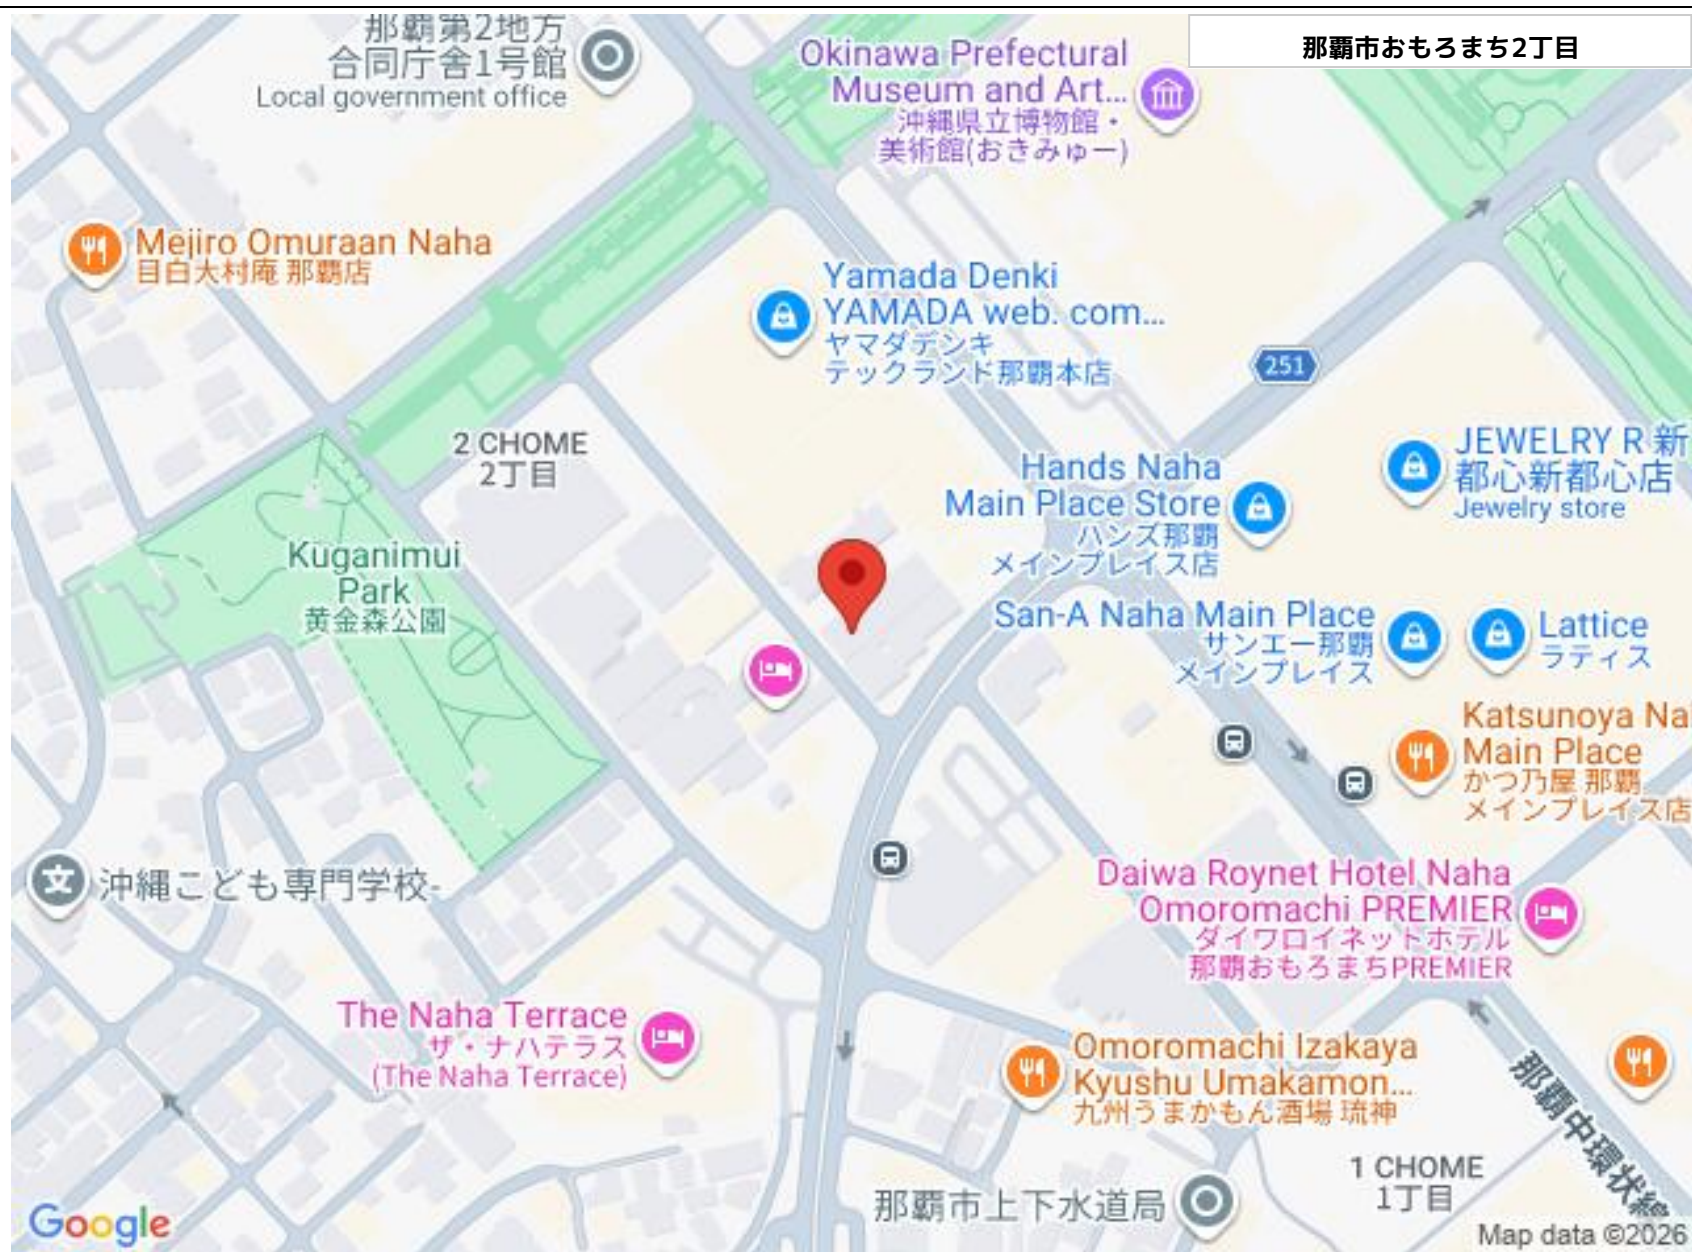 那覇市おもろまち2丁目
那覇第2地方
合同庁舎1号館
Local government office
Okinawa Prefectural
Museum and Art...
沖縄県立博物館・
美術館(おきみゅー)
Mejiro Omuraan Naha
目白大村庵 那覇店
Yamada Denki
YAMADA web. com...
ヤマダデンキ
テックランド那覇本店
251
2 CHOME
2丁目
JEWELRY R 新
都心新都心店
Jewelry store
Hands Naha
Main Place Store
ハンズ那覇
メインプレイス店
Kuganimui
Park
黄金森公園
San-A Naha Main Place
サンエー那覇
メインプレイス
Lattice
ラティス
Katsunoya Na
Main Place
かつ乃屋 那覇
メインプレイス店
文
沖縄こども専門学校-
Daiwa Roynet Hotel Naha
Omoromachi PREMIER
ダイワロイネットホテル
那覇おもろまちPREMIER
The Naha Terrace
ザ・ナハテラス
(The Naha Terrace)
Omoromachi Izakaya
Kyushu Umakamon...
九州うまかもん酒場 琉神
那覇中環状線
1 CHOME
1丁目
那覇市上下水道局
Google
Map data ©2026